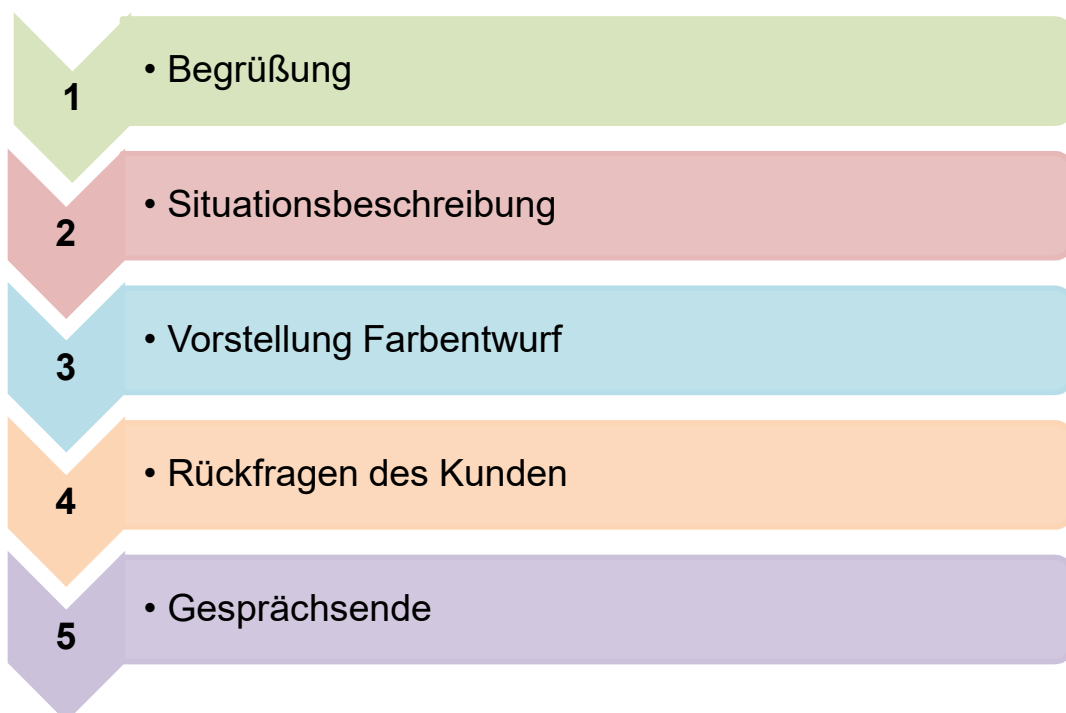 1
• Begrüßung
2
• Situationsbeschreibung
3
• Vorstellung Farbentwurf
4
• Rückfragen des Kunden
5
• Gesprächsende